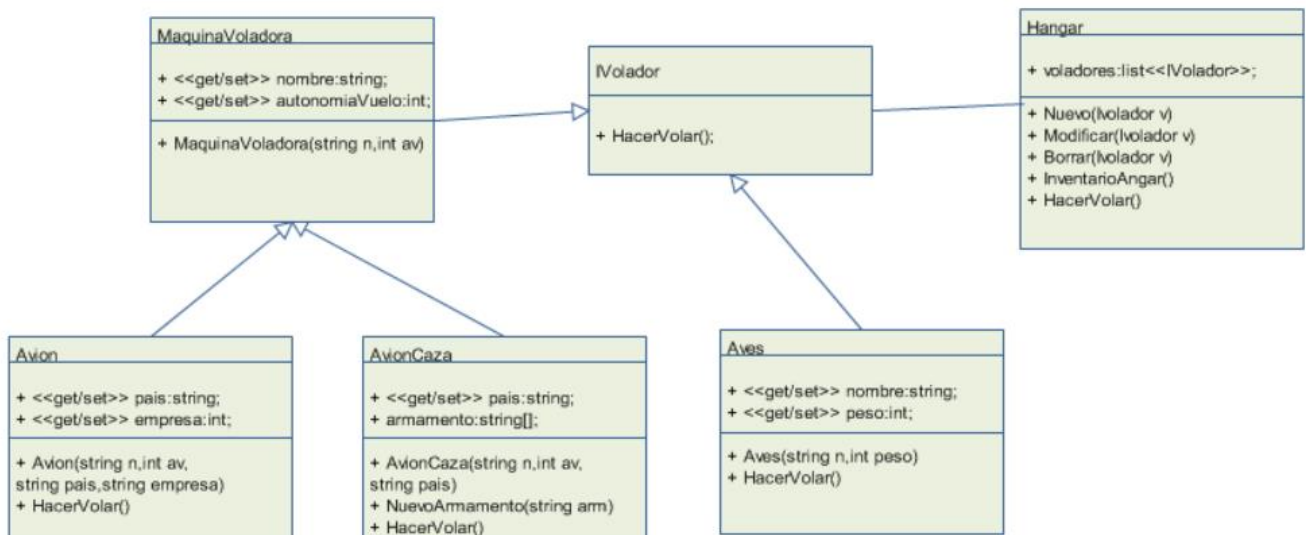 MaquinaVoladora
+ <<get/set>> nombre:string;
+ <<get/set>> autonomiaVuelo:int;
+ MaquinaVoladora(string n,int av)
IVolador
+ HacerVolar();
Hangar
+ voladores:list<<IVolador>>;
+ Nuevo(Ivolador v)
+ Modificar(Ivolador v)
+ Borrar(Ivolador v)
+ InventarioAngar()
+ HacerVolar()
Avion
+ <<get/set>> pais:string;
+ <<get/set>> empresa:int;
+ Avion(string n,int av,
string pais,string empresa)
+ HacerVolar()
AvionCaza
+ <<get/set>> pais:string;
+ armamento:string[];
+ AvionCaza(string n,int av,
string pais)
+ NuevoArmamento(string arm)
+ HacerVolar()
Aves
+ <<get/set>> nombre:string;
+ <<get/set>> peso:int;
+ Aves(string n,int peso)
+ HacerVolar()